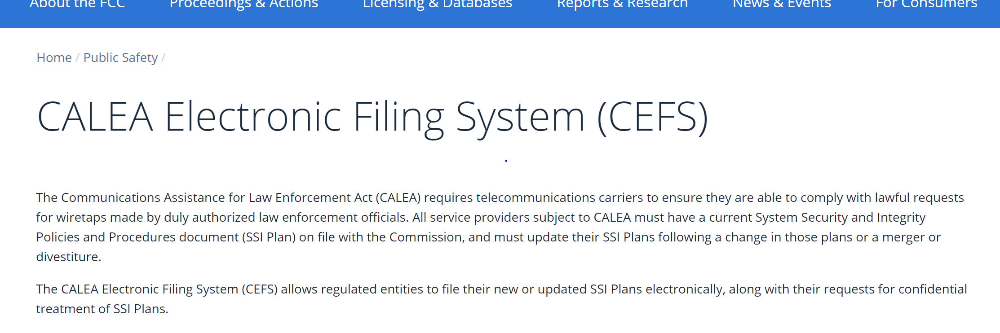 About the FCC Proceedings & Actions Licensing & Databases Reports & Research News & Events For Consumers
Home / Public Safety /
CALEA Electronic Filing System (CEFS)
The Communications Assistance for Law Enforcement Act (CALEA) requires telecommunications carriers to ensure they are able to comply with lawful requests
for wiretaps made by duly authorized law enforcement officials. All service providers subject to CALEA must have a current System Security and Integrity
Policies and Procedures document (SSI Plan) on file with the Commission, and must update their SSI Plans following a change in those plans or a merger or
divestiture.
The CALEA Electronic Filing System (CEFS) allows regulated entities to file their new or updated SSI Plans electronically, along with their requests for confidential
treatment of SSI Plans.